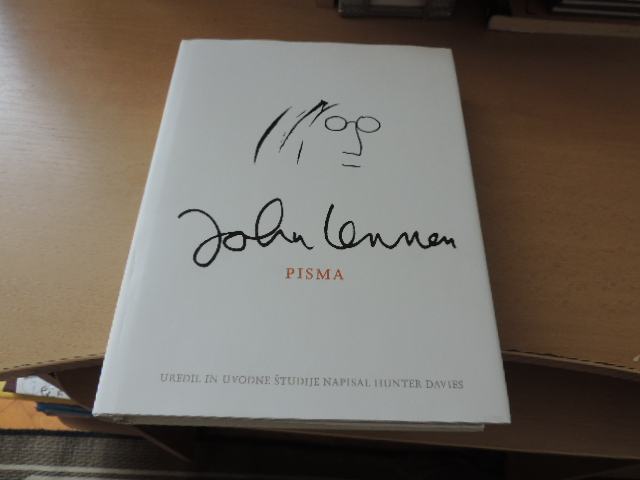 John Lennon
PISMA
UREDIL IN UVODNE ŠTUDIJE NAPISAL HUNTER DAVIES